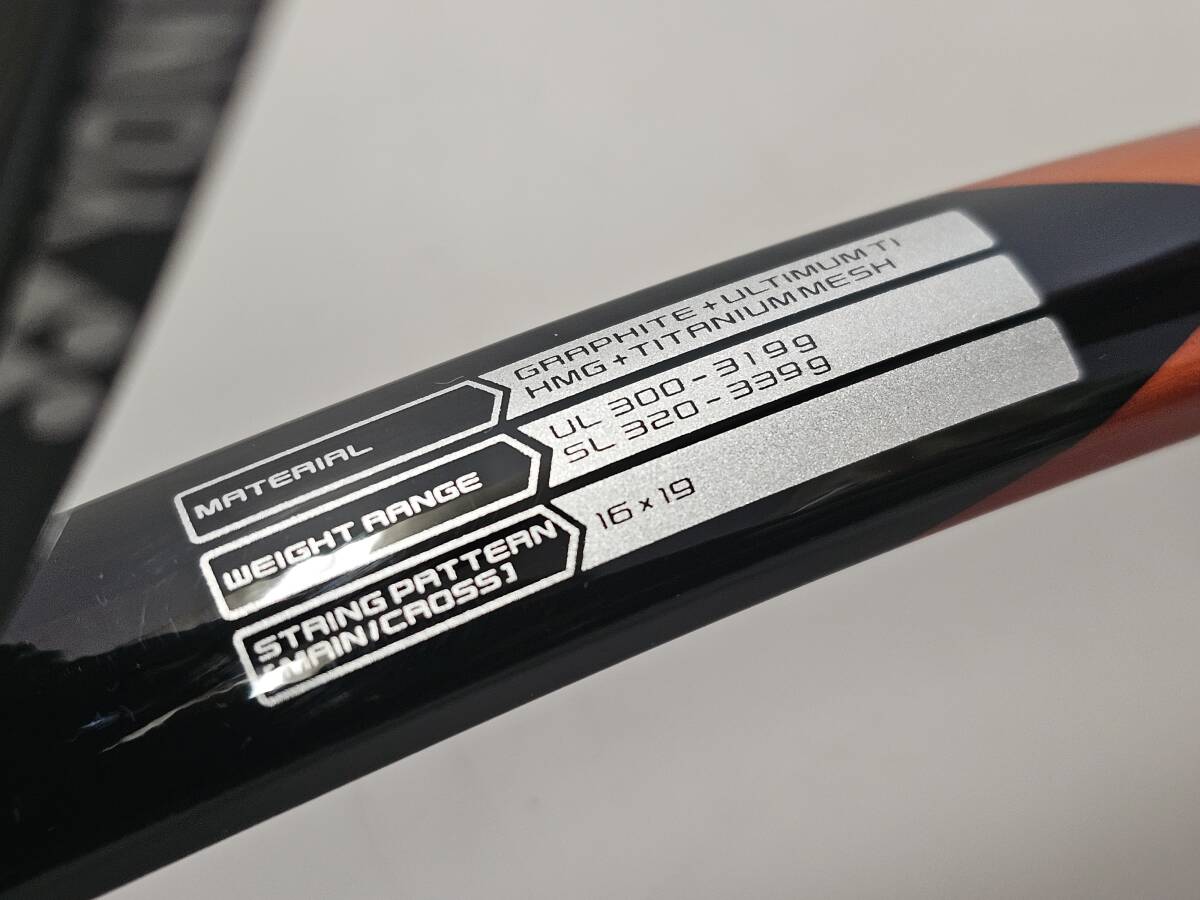 MATERIAL
GRAPHITE + ULTIMUM TI
HMG + TITANIUM MESH
WEIGHT RANGE
UL 300 - 319g
SL 320 - 339g
STRING PATTERN
[MAIN/CROSS]
16 x 19